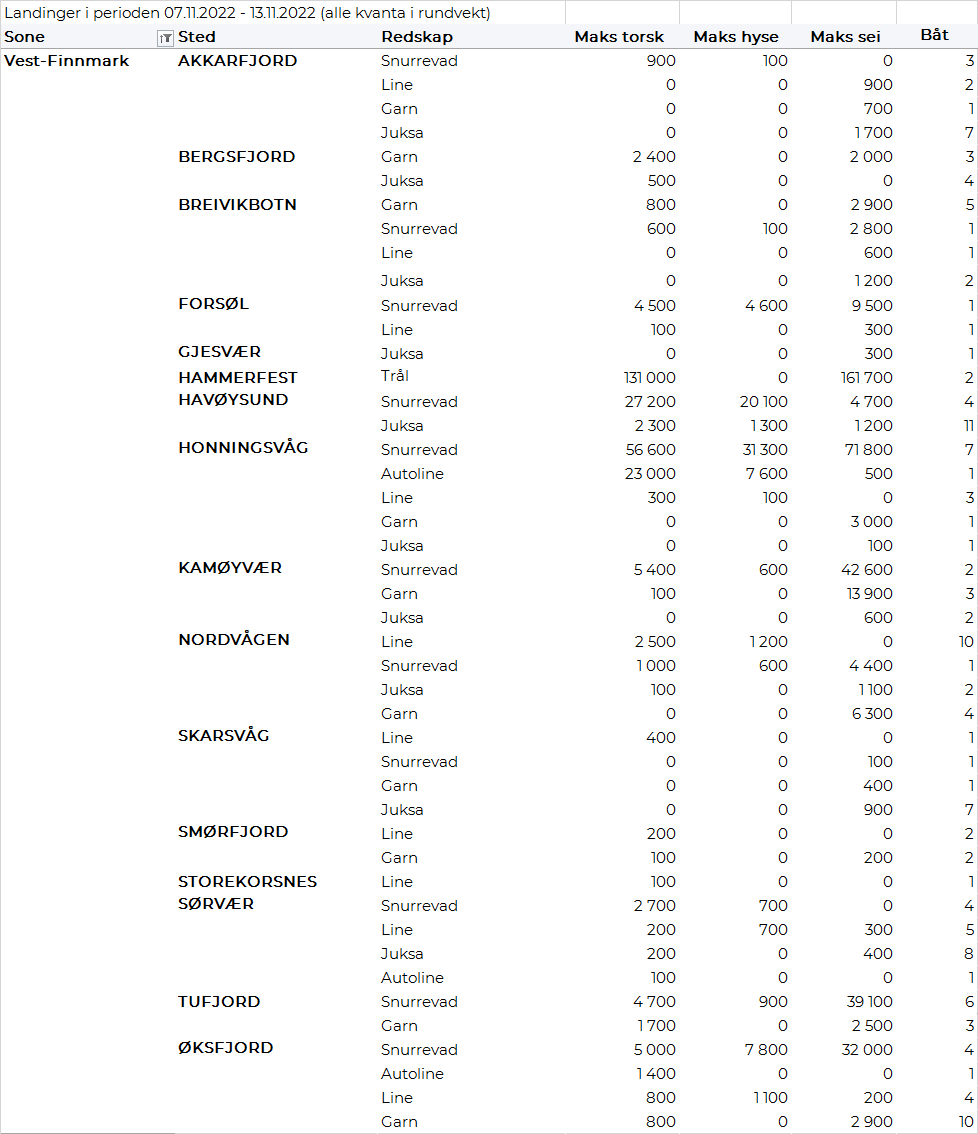 Landinger i perioden 07.11.2022 - 13.11.2022 (alle kvanta i rundvekt)
Sone Sted Redskap Maks torsk Maks hyse Maks sei Båt
Vest-Finnmark AKKARFJORD Snurrevad 900 100 0 3
Line 0 0 900 2
Garn 0 0 700 1
Juksa 0 0 1 700 7
BERGSFJORD Garn 2 400 0 2 000 3
Juksa 500 0 0 4
BREIVIKBOTN Garn 800 0 2 900 5
Snurrevad 600 100 2 800 1
Line 0 0 600 1
Juksa 0 0 1 200 2
FORSØL Snurrevad 4 500 4 600 9 500 1
Line 100 0 300 1
GJESVÆR Juksa 0 0 300 1
HAMMERFEST Trål 131 000 0 161 700 2
HAVØYSUND Snurrevad 27 200 20 100 4 700 4
Juksa 2 300 1 300 1 200 11
HONNINGSVÅG Snurrevad 56 600 31 300 71 800 7
Autoline 23 000 7 600 500 1
Line 300 100 0 3
Garn 0 0 3 000 1
Juksa 0 0 100 1
KAMØYVÆR Snurrevad 5 400 600 42 600 2
Garn 100 0 13 900 3
Juksa 0 0 600 2
NORDVÅGEN Line 2 500 1 200 0 10
Snurrevad 1 000 600 4 400 1
Juksa 100 0 1 100 2
Garn 0 0 6 300 4
SKARSVÅG Line 400 0 0 1
Snurrevad 0 0 100 1
Garn 0 0 400 1
Juksa 0 0 900 7
SMØRFJORD Line 200 0 0 2
Garn 100 0 200 2
STOREKORSNES Line 100 0 0 1
SØRVÆR Snurrevad 2 700 700 0 4
Line 200 700 300 5
Juksa 200 0 400 8
Autoline 100 0 0 1
TUFJORD Snurrevad 4 700 900 39 100 6
Garn 1 700 0 2 500 3
ØKSFJORD Snurrevad 5 000 7 800 32 000 4
Autoline 1 400 0 0 1
Line 800 1 100 200 4
Garn 800 0 2 900 10